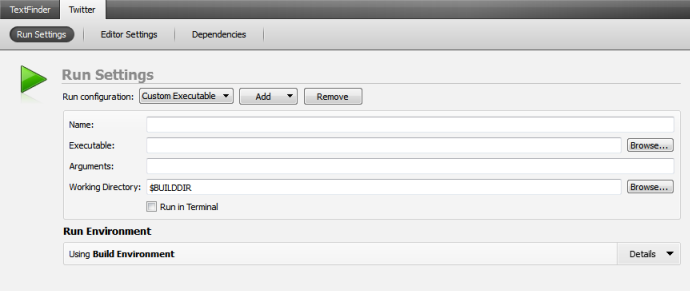 TextFinder Twitter
Run Settings Editor Settings Dependencies
Run Settings
Run configuration: Custom Executable Add Remove
Name:
Executable: Browse...
Arguments:
Working Directory: $BUILDDIR Browse...
Run in Terminal
Run Environment
Using Build Environment Details